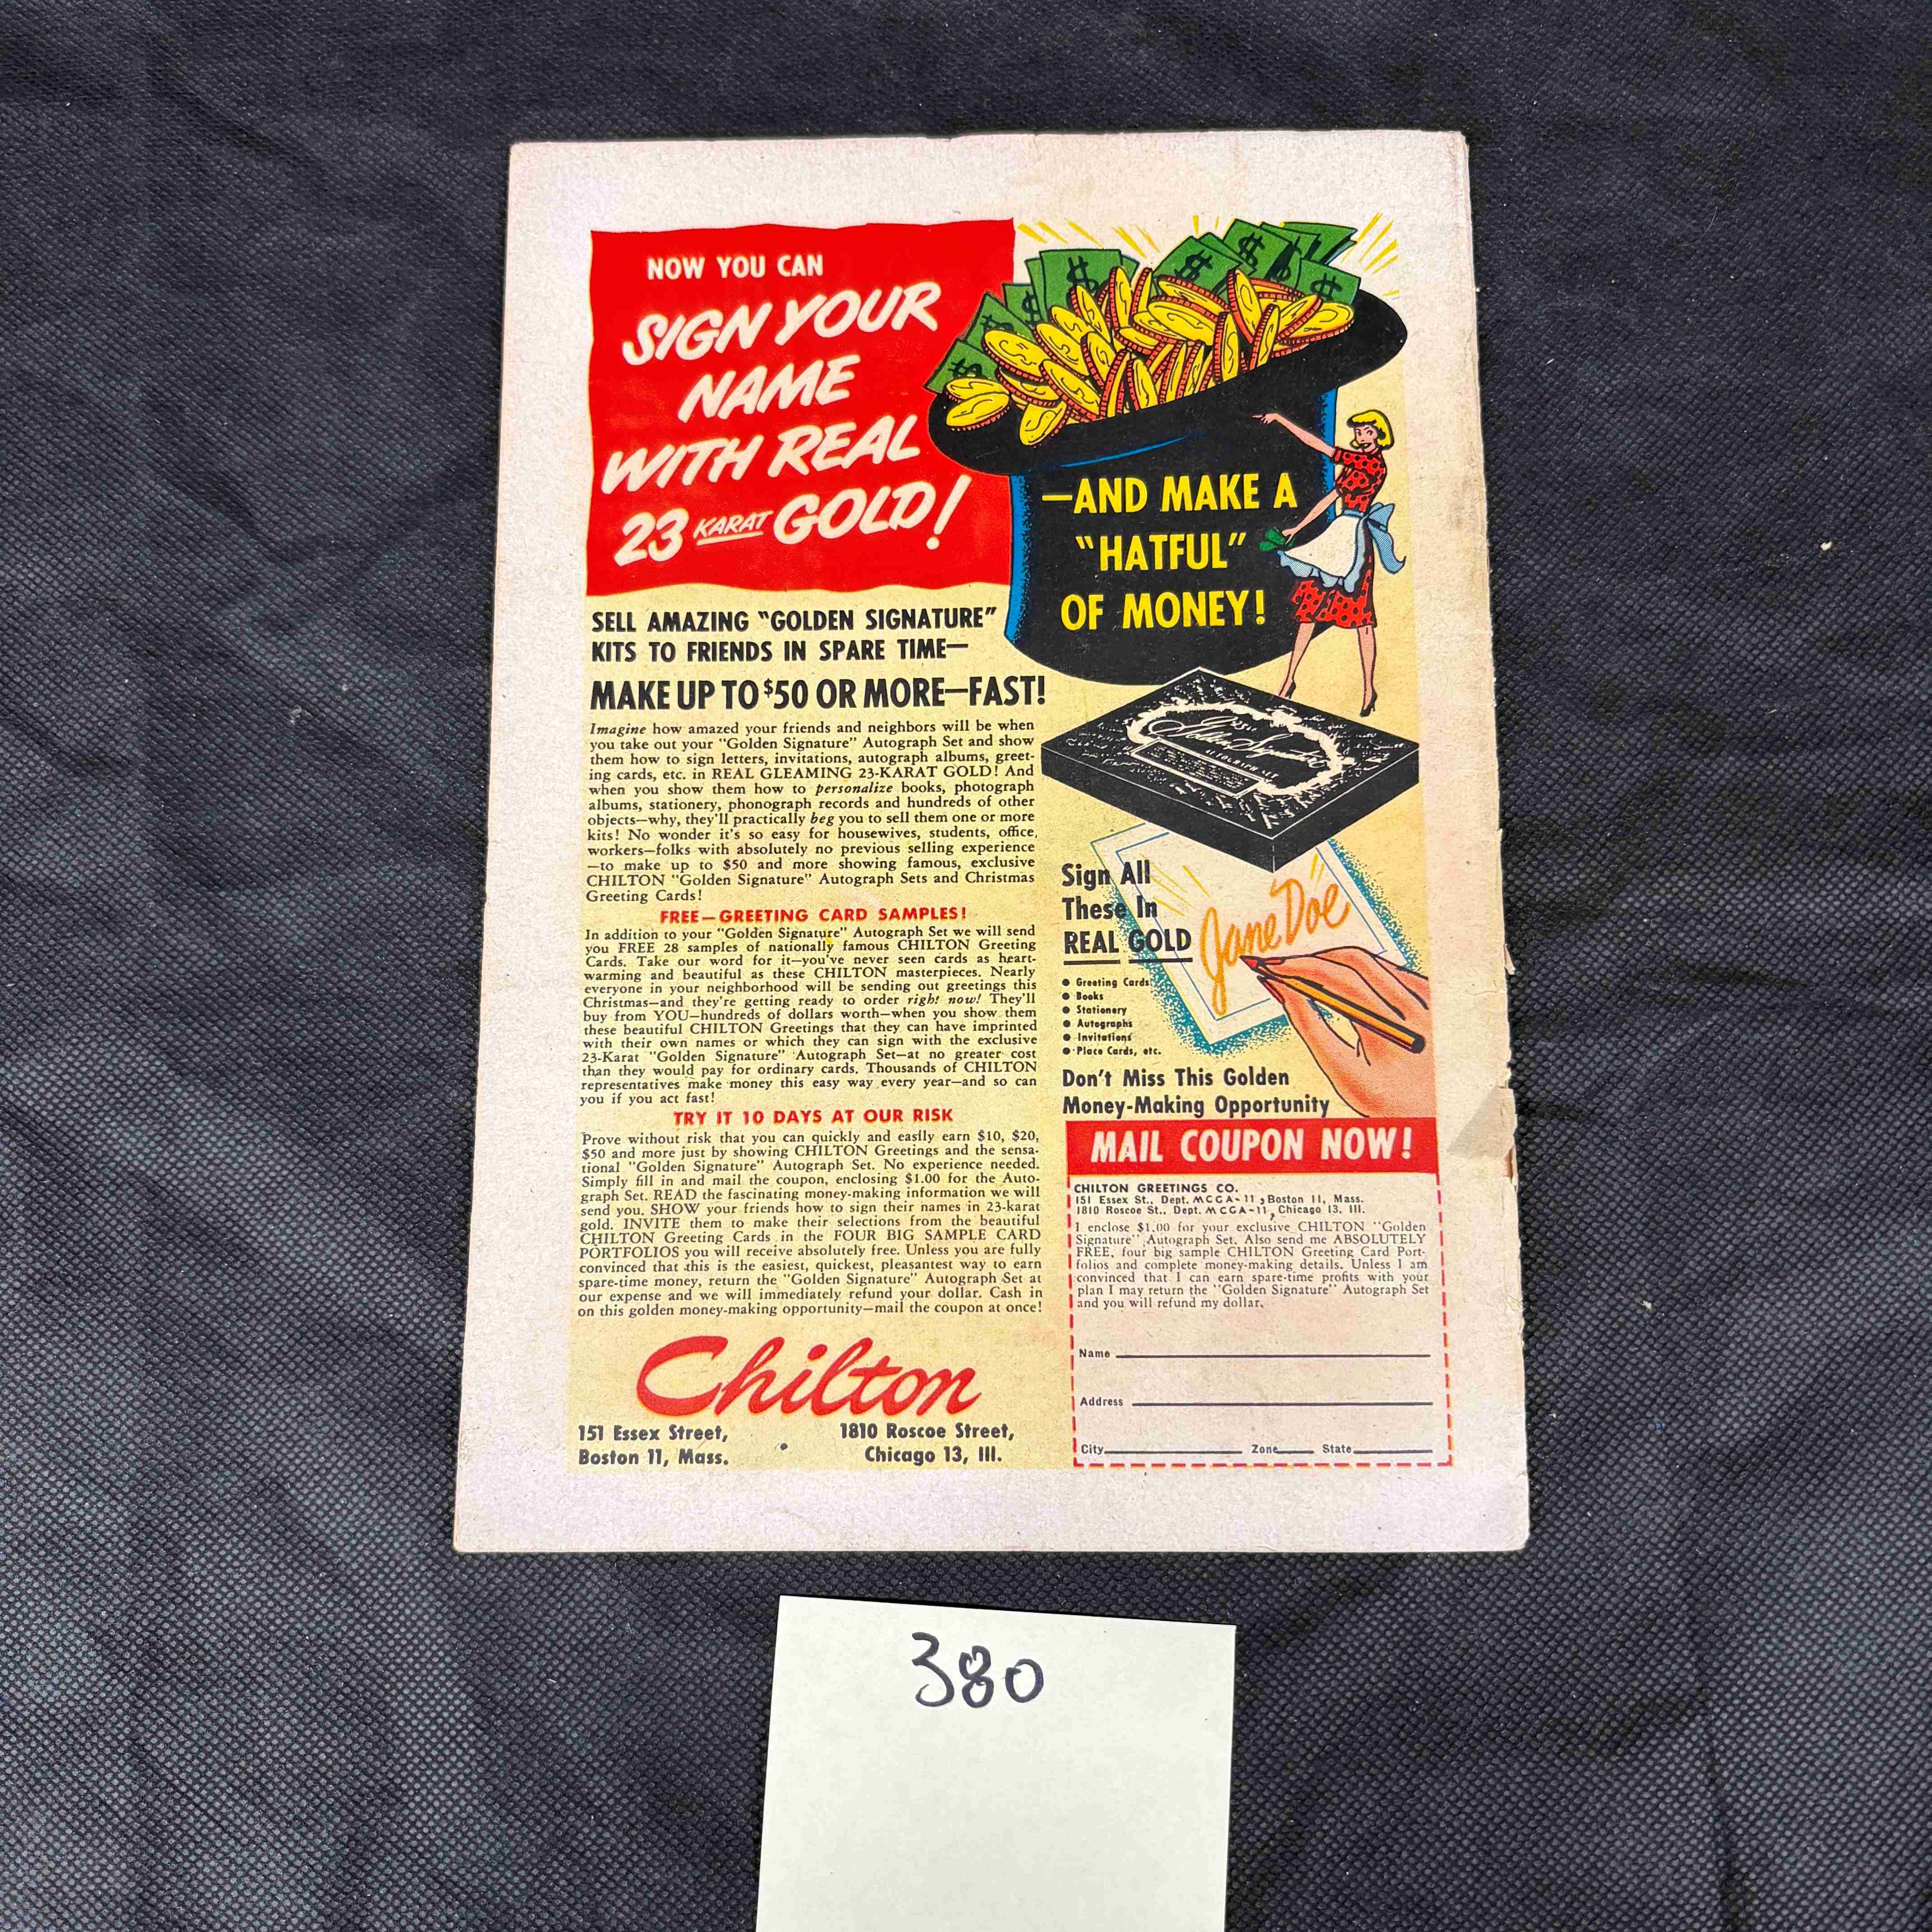 NOW YOU CAN
SIGN YOUR
NAME
WITH REAL
23 KARAT GOLD!
—AND MAKE A
"HATFUL"
OF MONEY!
SELL AMAZING "GOLDEN SIGNATURE"
KITS TO FRIENDS IN SPARE TIME—
MAKE UP TO $50 OR MORE—FAST!
Imagine how amazed your friends and neighbors will be when
you take out your "Golden Signature" Autograph Set and show
them how to sign letters, invitations, autograph albums, greet-
ing cards, etc. in REAL GLEAMING 23-KARAT GOLD! And
when you show them how to personalize books, photograph
albums, stationery, phonograph records and hundreds of other
objects—why, they'll practically beg you to sell them one or more
kits! No wonder it's so easy for housewives, students, office,
workers—folks with absolutely no previous selling experience
—to make up to $50 and more showing famous, exclusive
CHILTON "Golden Signature" Autograph Sets and Christmas
Greeting Cards!
FREE—GREETING CARD SAMPLES!
In addition to your "Golden Signature" Autograph Set we will send
you FREE 28 samples of nationally famous CHILTON Greeting
Cards. Take our word for it—you've never seen cards as heart-
warming and beautiful as these CHILTON masterpieces. Nearly
everyone in your neighborhood will be sending out greetings this
Christmas—and they're getting ready to order right now! They'll
buy from YOU—hundreds of dollars worth—when you show them
these beautiful CHILTON Greetings that they can have imprinted
with their own names or which they can sign with the exclusive
23-Karat "Golden Signature" Autograph Set—at no greater cost
than they would pay for ordinary cards. Thousands of CHILTON
representatives make money this easy way every year—and so can
you if you act fast!
TRY IT 10 DAYS AT OUR RISK
Prove without risk that you can quickly and easily earn $10, $20,
$50 and more just by showing CHILTON Greetings and the sensa-
tional "Golden Signature" Autograph Set. No experience needed.
Simply fill in and mail the coupon, enclosing $1.00 for the Auto-
graph Set. READ the fascinating money-making information we will
send you. SHOW your friends how to sign their names in 23-karat
gold. INVITE them to make their selections from the beautiful
CHILTON Greeting Cards in the FOUR BIG SAMPLE CARD
PORTFOLIOS you will receive absolutely free. Unless you are fully
convinced that this is the easiest, quickest, pleasantest way to earn
spare-time money, return the "Golden Signature" Autograph Set at
our expense and we will immediately refund your dollar. Cash in
on this golden money-making opportunity—mail the coupon at once!
Chilton
151 Essex Street,
Boston 11, Mass.
1810 Roscoe Street,
Chicago 13, Ill.
Golden Signature
Sign All
These In
REAL GOLD
Jane Doe
• Greeting Cards
• Books
• Stationery
• Autographs
• Invitations
• Place Cards, etc.
Don't Miss This Golden
Money-Making Opportunity
MAIL COUPON NOW!
CHILTON GREETINGS CO.
151 Essex St., Dept. MCGA-11, Boston 11, Mass.
1810 Roscoe St., Dept. MCGA-11, Chicago 13, Ill.
I enclose $1.00 for your exclusive CHILTON "Golden
Signature" Autograph Set. Also send me ABSOLUTELY
FREE, four big sample CHILTON Greeting Card Port-
folios and complete money-making details. Unless I am
convinced that I can earn spare-time profits with your
plan I may return the "Golden Signature" Autograph Set
and you will refund my dollar.
Name
Address
City Zone State
380